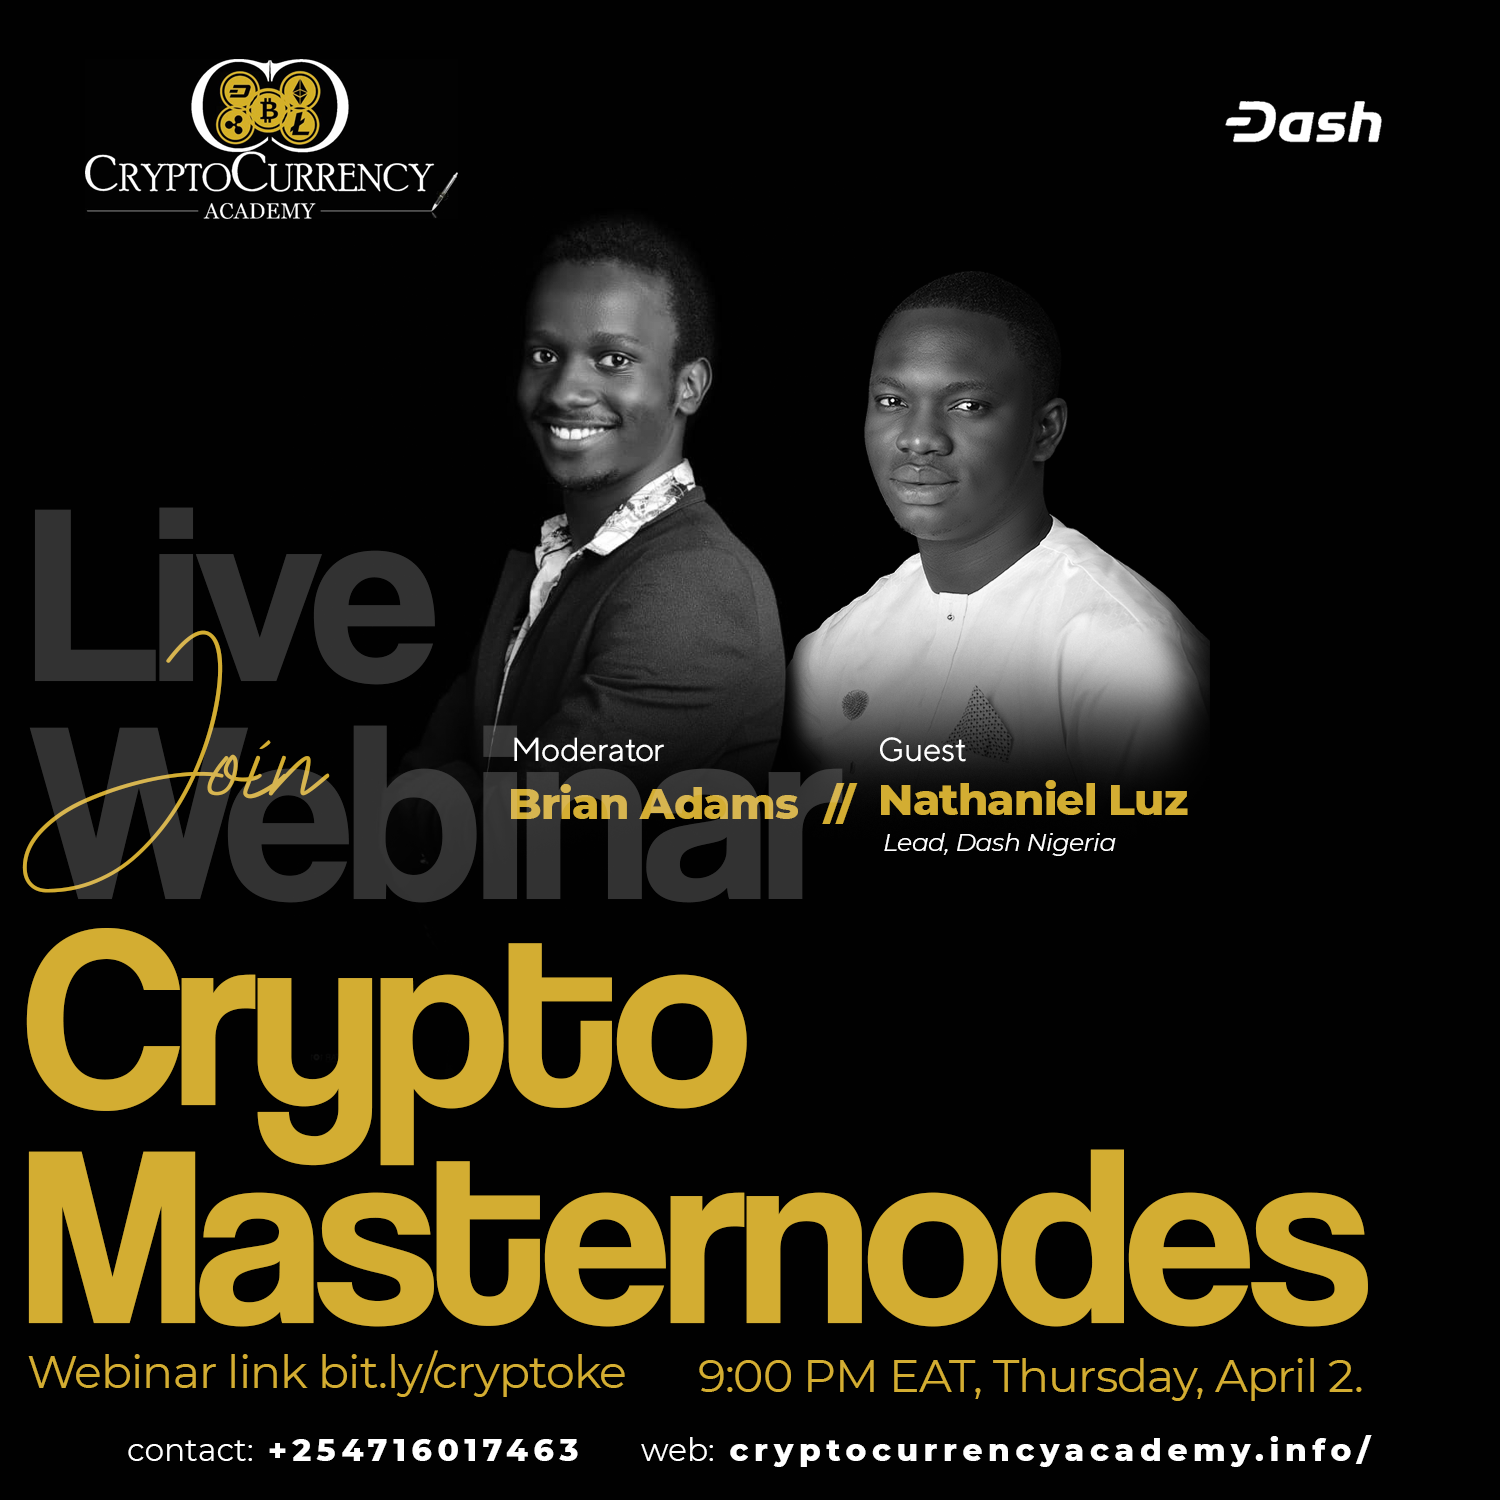 CRYPTOCURRENCY
ACADEMY
Dash
Live
Join
Webinar
Moderator
Brian Adams //
Guest
Nathaniel Luz
Lead, Dash Nigeria
Crypto
Masternodes
Webinar link bit.ly/cryptoke
9:00 PM EAT, Thursday, April 2.
contact: +254716017463
web: cryptocurrencyacademy.info/